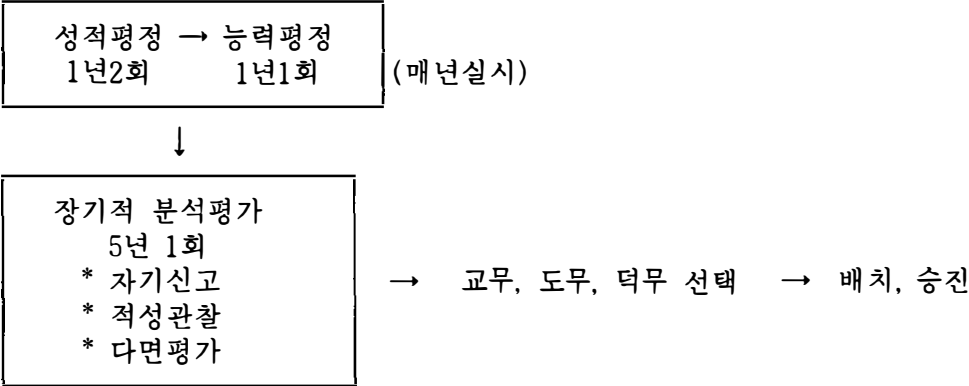 성적평정 → 능력평정
1년2회 1년1회 (매년실시)
↓
장기적 분석평가
5년 1회
* 자기신고 → 교무, 도무, 덕무 선택 → 배치, 승진
* 적성관찰
* 다면평가